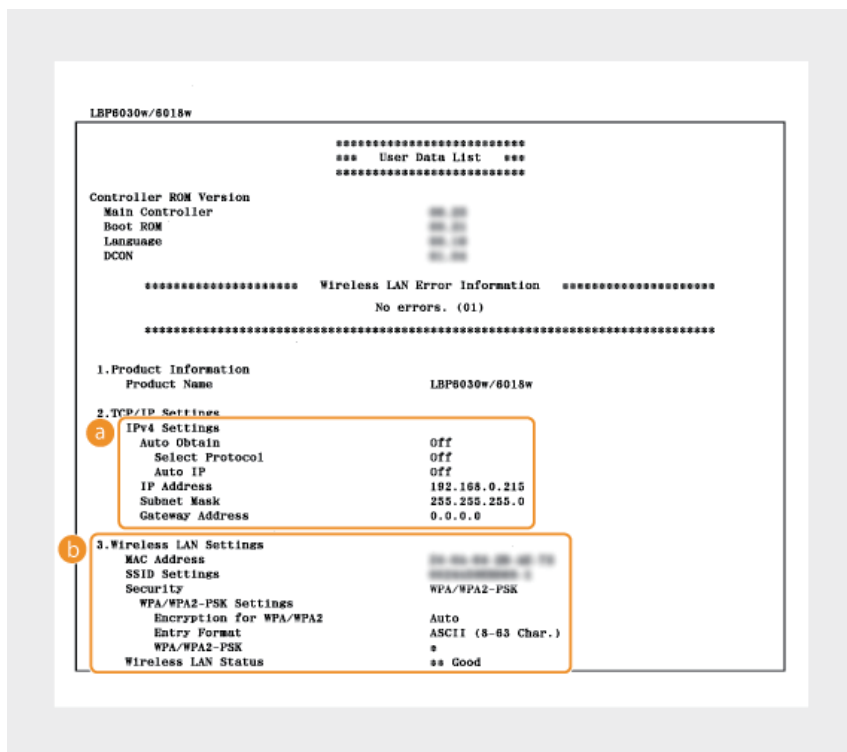 LBP6030w/6018w
**************************
*** User Data List ***
**************************
Controller ROM Version
Main Controller
Boot ROM
Language
DCON
********************* Wireless LAN Error Information *********************
No errors. (01)
******************************************************************************
1.Product Information
Product Name LBP6030w/6018w
2.TCP/IP Settings
a
IPv4 Settings
Auto Obtain Off
Select Protocol Off
Auto IP Off
IP Address 192.168.0.215
Subnet Mask 255.255.255.0
Gateway Address 0.0.0.0
b
3.Wireless LAN Settings
MAC Address
SSID Settings
Security WPA/WPA2-PSK
WPA/WPA2-PSK Settings
Encryption for WPA/WPA2 Auto
Entry Format ASCII (8-63 Char.)
WPA/WPA2-PSK *
Wireless LAN Status ** Good